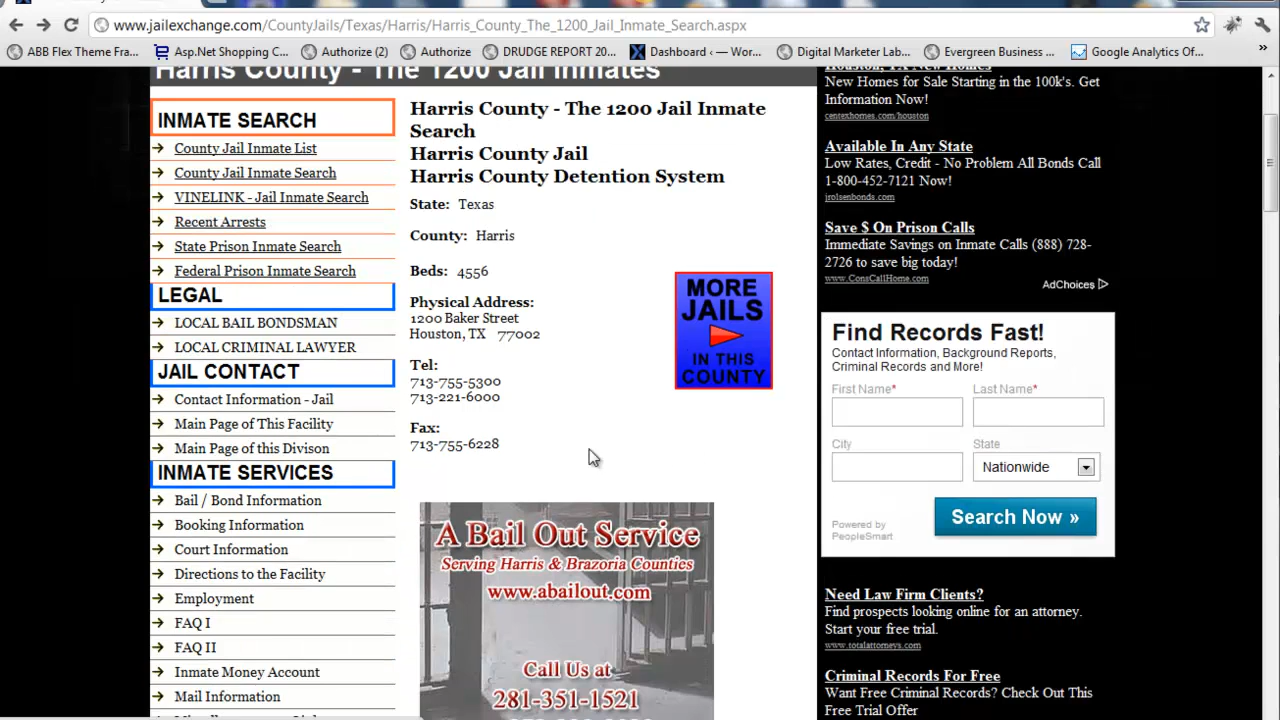 www.jailexchange.com/CountyJails/Texas/Harris/Harris_County_The_1200_Jail_Inmate_Search.aspx
ABB Flex Theme Fra...
Asp.Net Shopping C...
Authorize (2)
Authorize
DRUDGE REPORT 20...
Dashboard ‹ — Wor...
Digital Marketer Lab...
Evergreen Business ...
Google Analytics Of...
»
Harris County - The 1200 Jail Inmates
INMATE SEARCH
County Jail Inmate List
County Jail Inmate Search
VINELINK - Jail Inmate Search
Recent Arrests
State Prison Inmate Search
Federal Prison Inmate Search
LEGAL
LOCAL BAIL BONDSMAN
LOCAL CRIMINAL LAWYER
JAIL CONTACT
Contact Information - Jail
Main Page of This Facility
Main Page of this Divison
INMATE SERVICES
Bail / Bond Information
Booking Information
Court Information
Directions to the Facility
Employment
FAQ I
FAQ II
Inmate Money Account
Mail Information
Harris County - The 1200 Jail Inmate
Search
Harris County Jail
Harris County Detention System
State: Texas
County: Harris
Beds: 4556
Physical Address:
1200 Baker Street
Houston, TX 77002
Tel:
713-755-5300
713-221-6000
Fax:
713-755-6228
MORE
JAILS
IN THIS
COUNTY
A Bail Out Service
Serving Harris & Brazoria Counties
www.abailout.com
Call Us at
281-351-1521
Houston, TX New Homes
New Homes for Sale Starting in the 100k's. Get
Information Now!
centexhomes.com/houston
Available In Any State
Low Rates, Credit - No Problem All Bonds Call
1-800-452-7121 Now!
jrolsenbonds.com
Save $ On Prison Calls
Immediate Savings on Inmate Calls (888) 728-
2726 to save big today!
www.ConsCallHome.com
AdChoices
Find Records Fast!
Contact Information, Background Reports,
Criminal Records and More!
First Name* Last Name*
City State
Nationwide
Search Now »
Powered by
PeopleSmart
Need Law Firm Clients?
Find prospects looking online for an attorney.
Start your free trial.
www.totalattorneys.com
Criminal Records For Free
Want Free Criminal Records? Check Out This
Free Trial Offer